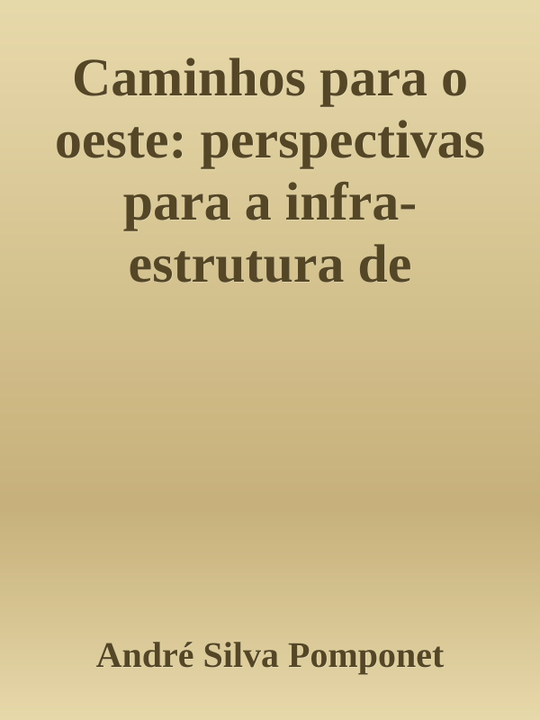 Caminhos para o
oeste: perspectivas
para a infra-
estrutura de
André Silva Pomponet